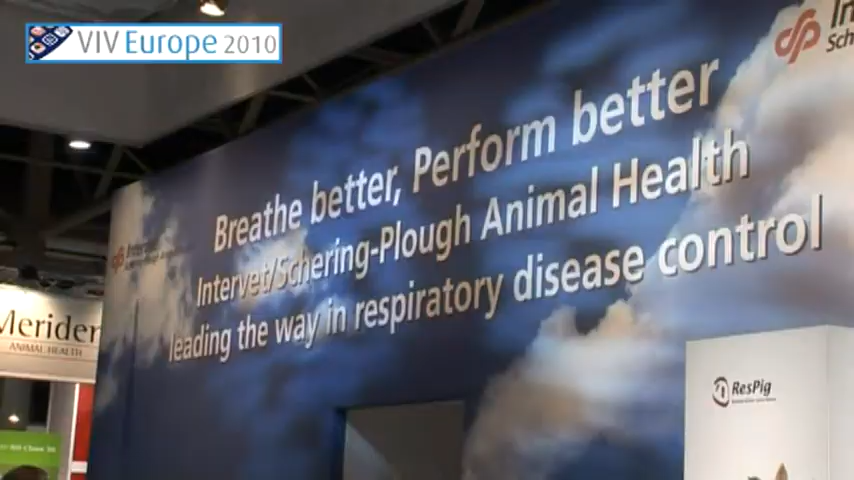 VIV Europe 2010
Breathe better, Perform better
Intervet/Schering-Plough Animal Health
leading the way in respiratory disease control
Meriden
ANIMAL HEALTH
ResPig